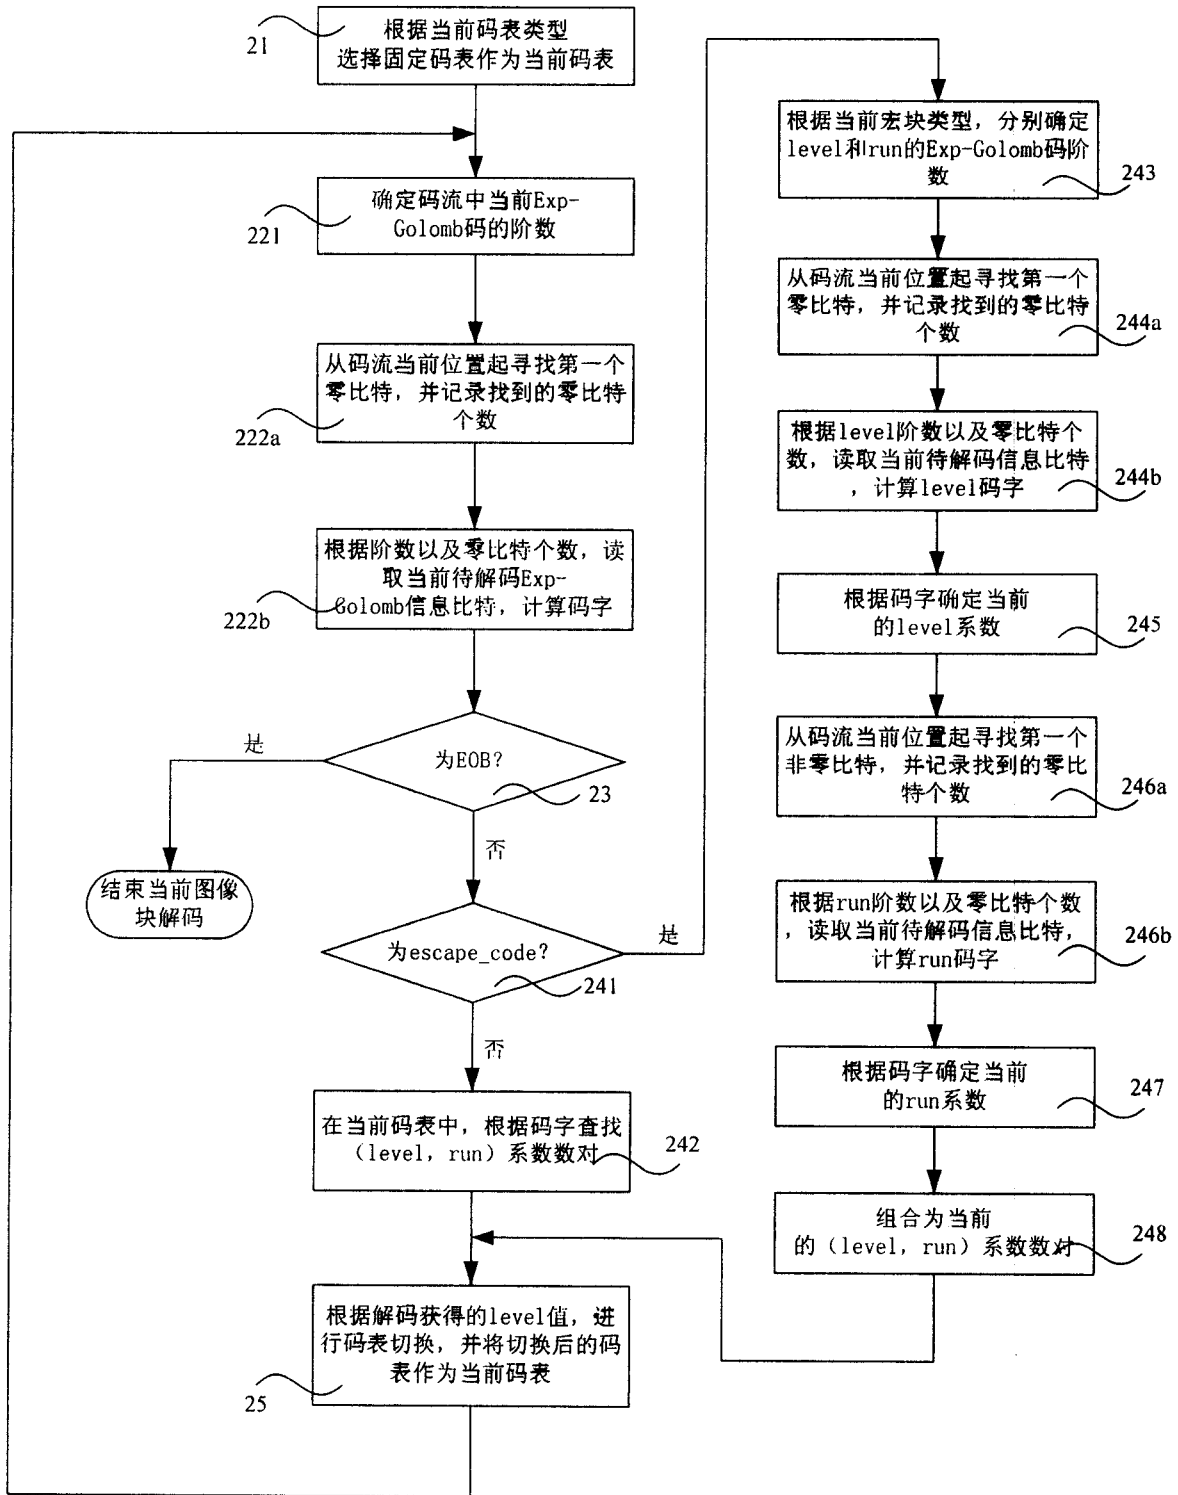 根据当前码表类型
选择固定码表作为当前码表
21
确定码流中当前Exp-
Golomb码的阶数
221
从码流当前位置起寻找第一个
零比特，并记录找到的零比特
个数
222a
根据阶数以及零比特个数，读
取当前待解码Exp-
Golomb信息比特，计算码字
222b
为EOB？
23
是
否
结束当前图像
块解码
为escape_code？
241
是
否
在当前码表中，根据码字查找
（level，run）系数数对
242
根据解码获得的level值，进
行码表切换，并将切换后的码
表作为当前码表
25
根据当前宏块类型，分别确定
level和run的Exp-Golomb码阶
数
243
从码流当前位置起寻找第一个
零比特，并记录找到的零比特
个数
244a
根据level阶数以及零比特个
数，读取当前待解码信息比特
，计算level码字
244b
根据码字确定当前
的level系数
245
从码流当前位置起寻找第一个
非零比特，并记录找到的零比
特个数
246a
根据run阶数以及零比特个数
，读取当前待解码信息比特，
计算run码字
246b
根据码字确定当前
的run系数
247
组合为当前
的（level，run）系数数对
248